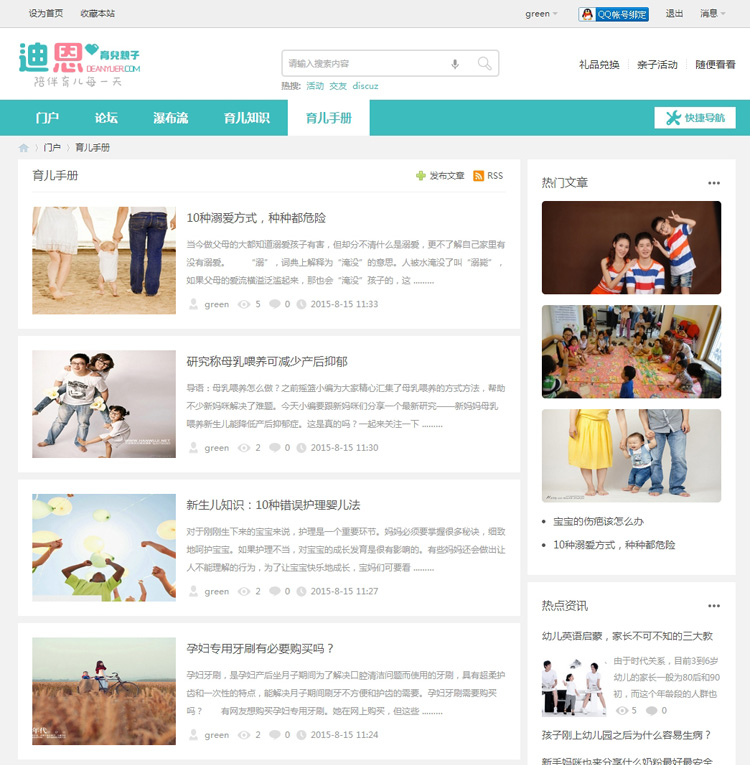 设为首页 收藏本站 green QQ帐号绑定 退出 消息
迪恩 育兒親子
DEANYUER.COM
陪伴育儿每一天
请输入搜索内容
热搜: 活动 交友 discuz
礼品兑换 亲子活动 随便看看
门户 论坛 瀑布流 育儿知识 育儿手册 快捷导航
门户 育儿手册
育儿手册 发布文章 RSS
10种溺爱方式，种种都危险
当今做父母的大都知道溺爱孩子有害，但却分不清什么是溺爱，更不了解自己家里有
没有溺爱。 “溺”，词典上解释为“淹没”的意思。人被水淹没了叫“溺毙”，
如果父母的爱流横溢泛滥起来，那也会“淹没”孩子的，这 .........
green 5 0 2015-8-15 11:33
研究称母乳喂养可减少产后抑郁
导语：母乳喂养怎么做？之前摇篮小编为大家精心汇集了母乳喂养的方式方法，帮助
不少新妈咪解决了难题。今天小编要跟新妈咪们分享一个最新研究——新妈妈母乳
喂养新生儿能降低产后抑郁症。这是真的吗？一起来关注一下 .........
green 2 0 2015-8-15 11:30
新生儿知识：10种错误护理婴儿法
对于刚刚生下来的宝宝来说，护理是一个重要环节。妈妈必须要掌握很多秘诀，细致
地呵护宝宝。如果护理不当，对宝宝的成长发育是很有影响的。有些妈妈还会做出让
人不能理解的行为，为了让宝宝快乐地成长，宝妈们可要看 .........
green 2 0 2015-8-15 11:27
孕妇专用牙刷有必要购买吗？
孕妇牙刷，是孕妇产后坐月子期间为了解决口腔清洁问题而使用的牙刷，具有超柔护
齿和一次性的特点，能解决月子期间刷牙不方便和护齿的需要。孕妇牙刷需要购买
吗？ 有网友想购买孕妇专用牙刷。她在网上购买，但这些 .........
green 2 0 2015-8-15 11:24
热门文章
宝宝的伤疤该怎么办
10种溺爱方式，种种都危险
热点资讯
幼儿英语启蒙，家长不可不知的三大教
由于时代关系，目前3到6岁
幼儿的家长一般为80后和90
初，而这个年龄段的人群也
5 0
孩子刚上幼儿园之后为什么容易生病？
新手妈咪也来分享什么奶粉最好最安全